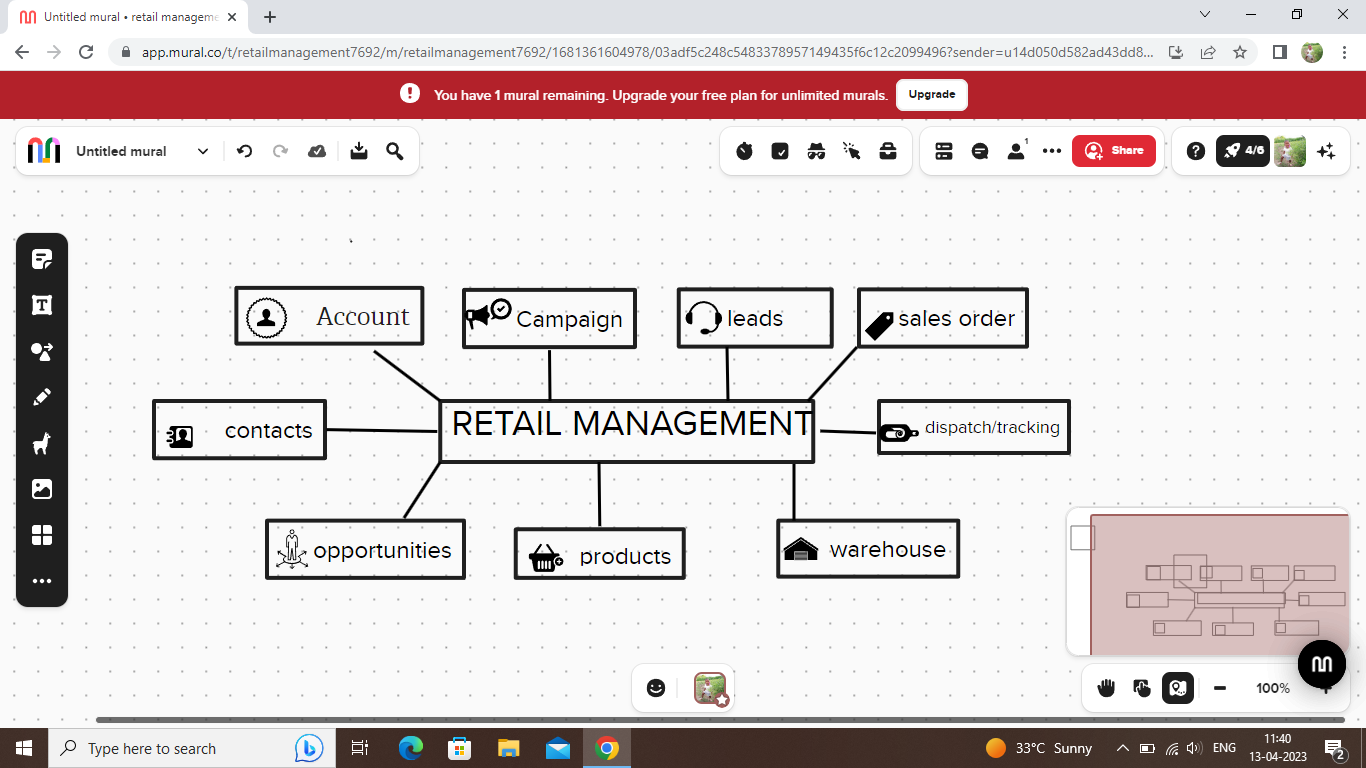 Untitled mural • retail manageme
app.mural.co/t/retailmanagement7692/m/retailmanagement7692/1681361604978/03adf5c248c5483378957149435f6c12c2099496?sender=u14d050d582ad43dd8...
You have 1 mural remaining. Upgrade your free plan for unlimited murals.
Upgrade
Untitled mural
1
Share
4/6
Account
Campaign
leads
sales order
contacts
RETAIL MANAGEMENT
dispatch/tracking
opportunities
products
warehouse
100%
Type here to search
33°C Sunny
ENG
11:40
13-04-2023
2